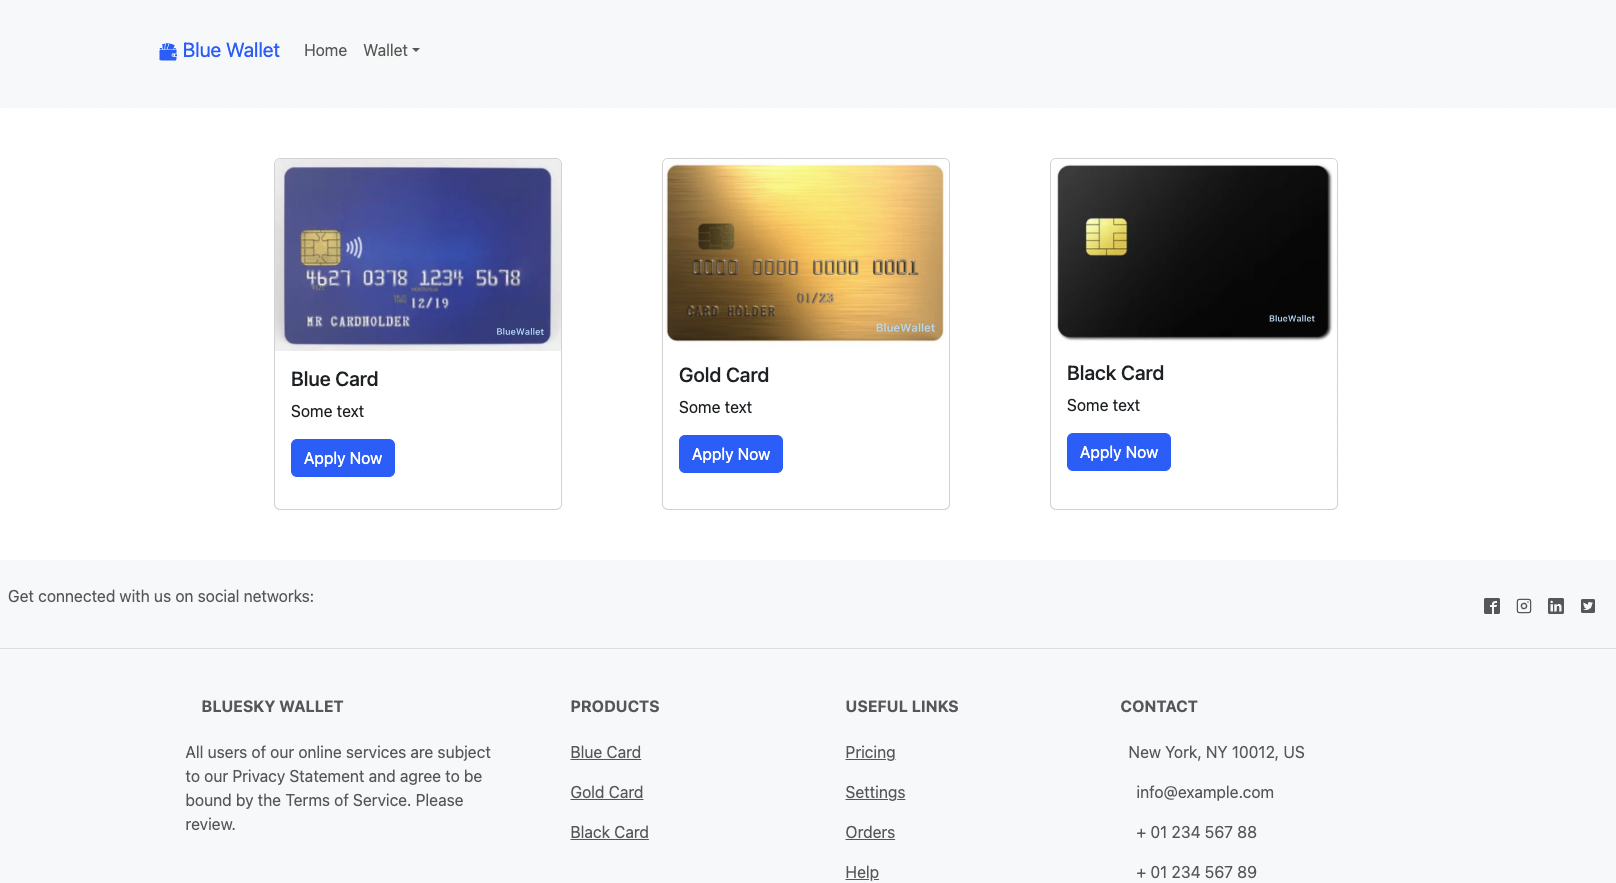 Blue Wallet
Home
Wallet
4627 0378 1234 5678
12/19
MR CARDHOLDER
BlueWallet
0000 0000 0000 0001
01/23
CARD HOLDER
BlueWallet
BlueWallet
Blue Card
Some text
Apply Now
Gold Card
Some text
Apply Now
Black Card
Some text
Apply Now
Get connected with us on social networks:
BLUESKY WALLET
All users of our online services are subject
to our Privacy Statement and agree to be
bound by the Terms of Service. Please
review.
PRODUCTS
Blue Card
Gold Card
Black Card
USEFUL LINKS
Pricing
Settings
Orders
Help
CONTACT
New York, NY 10012, US
info@example.com
+ 01 234 567 88
+ 01 234 567 89